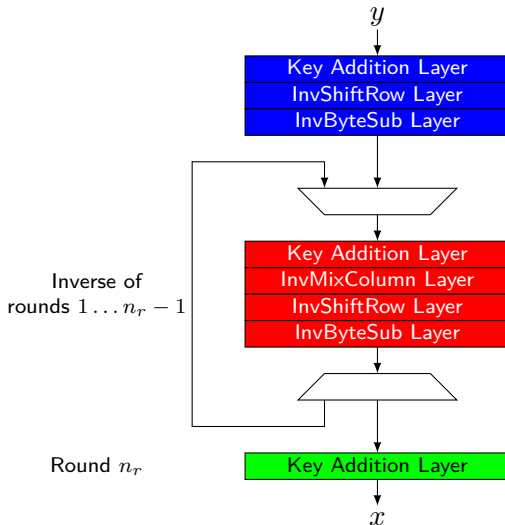 y
Key Addition Layer
InvShiftRow Layer
InvByteSub Layer
Key Addition Layer
InvMixColumn Layer
InvShiftRow Layer
InvByteSub Layer
Inverse of
rounds 1 . . . n_r − 1
Round n_r
Key Addition Layer
x